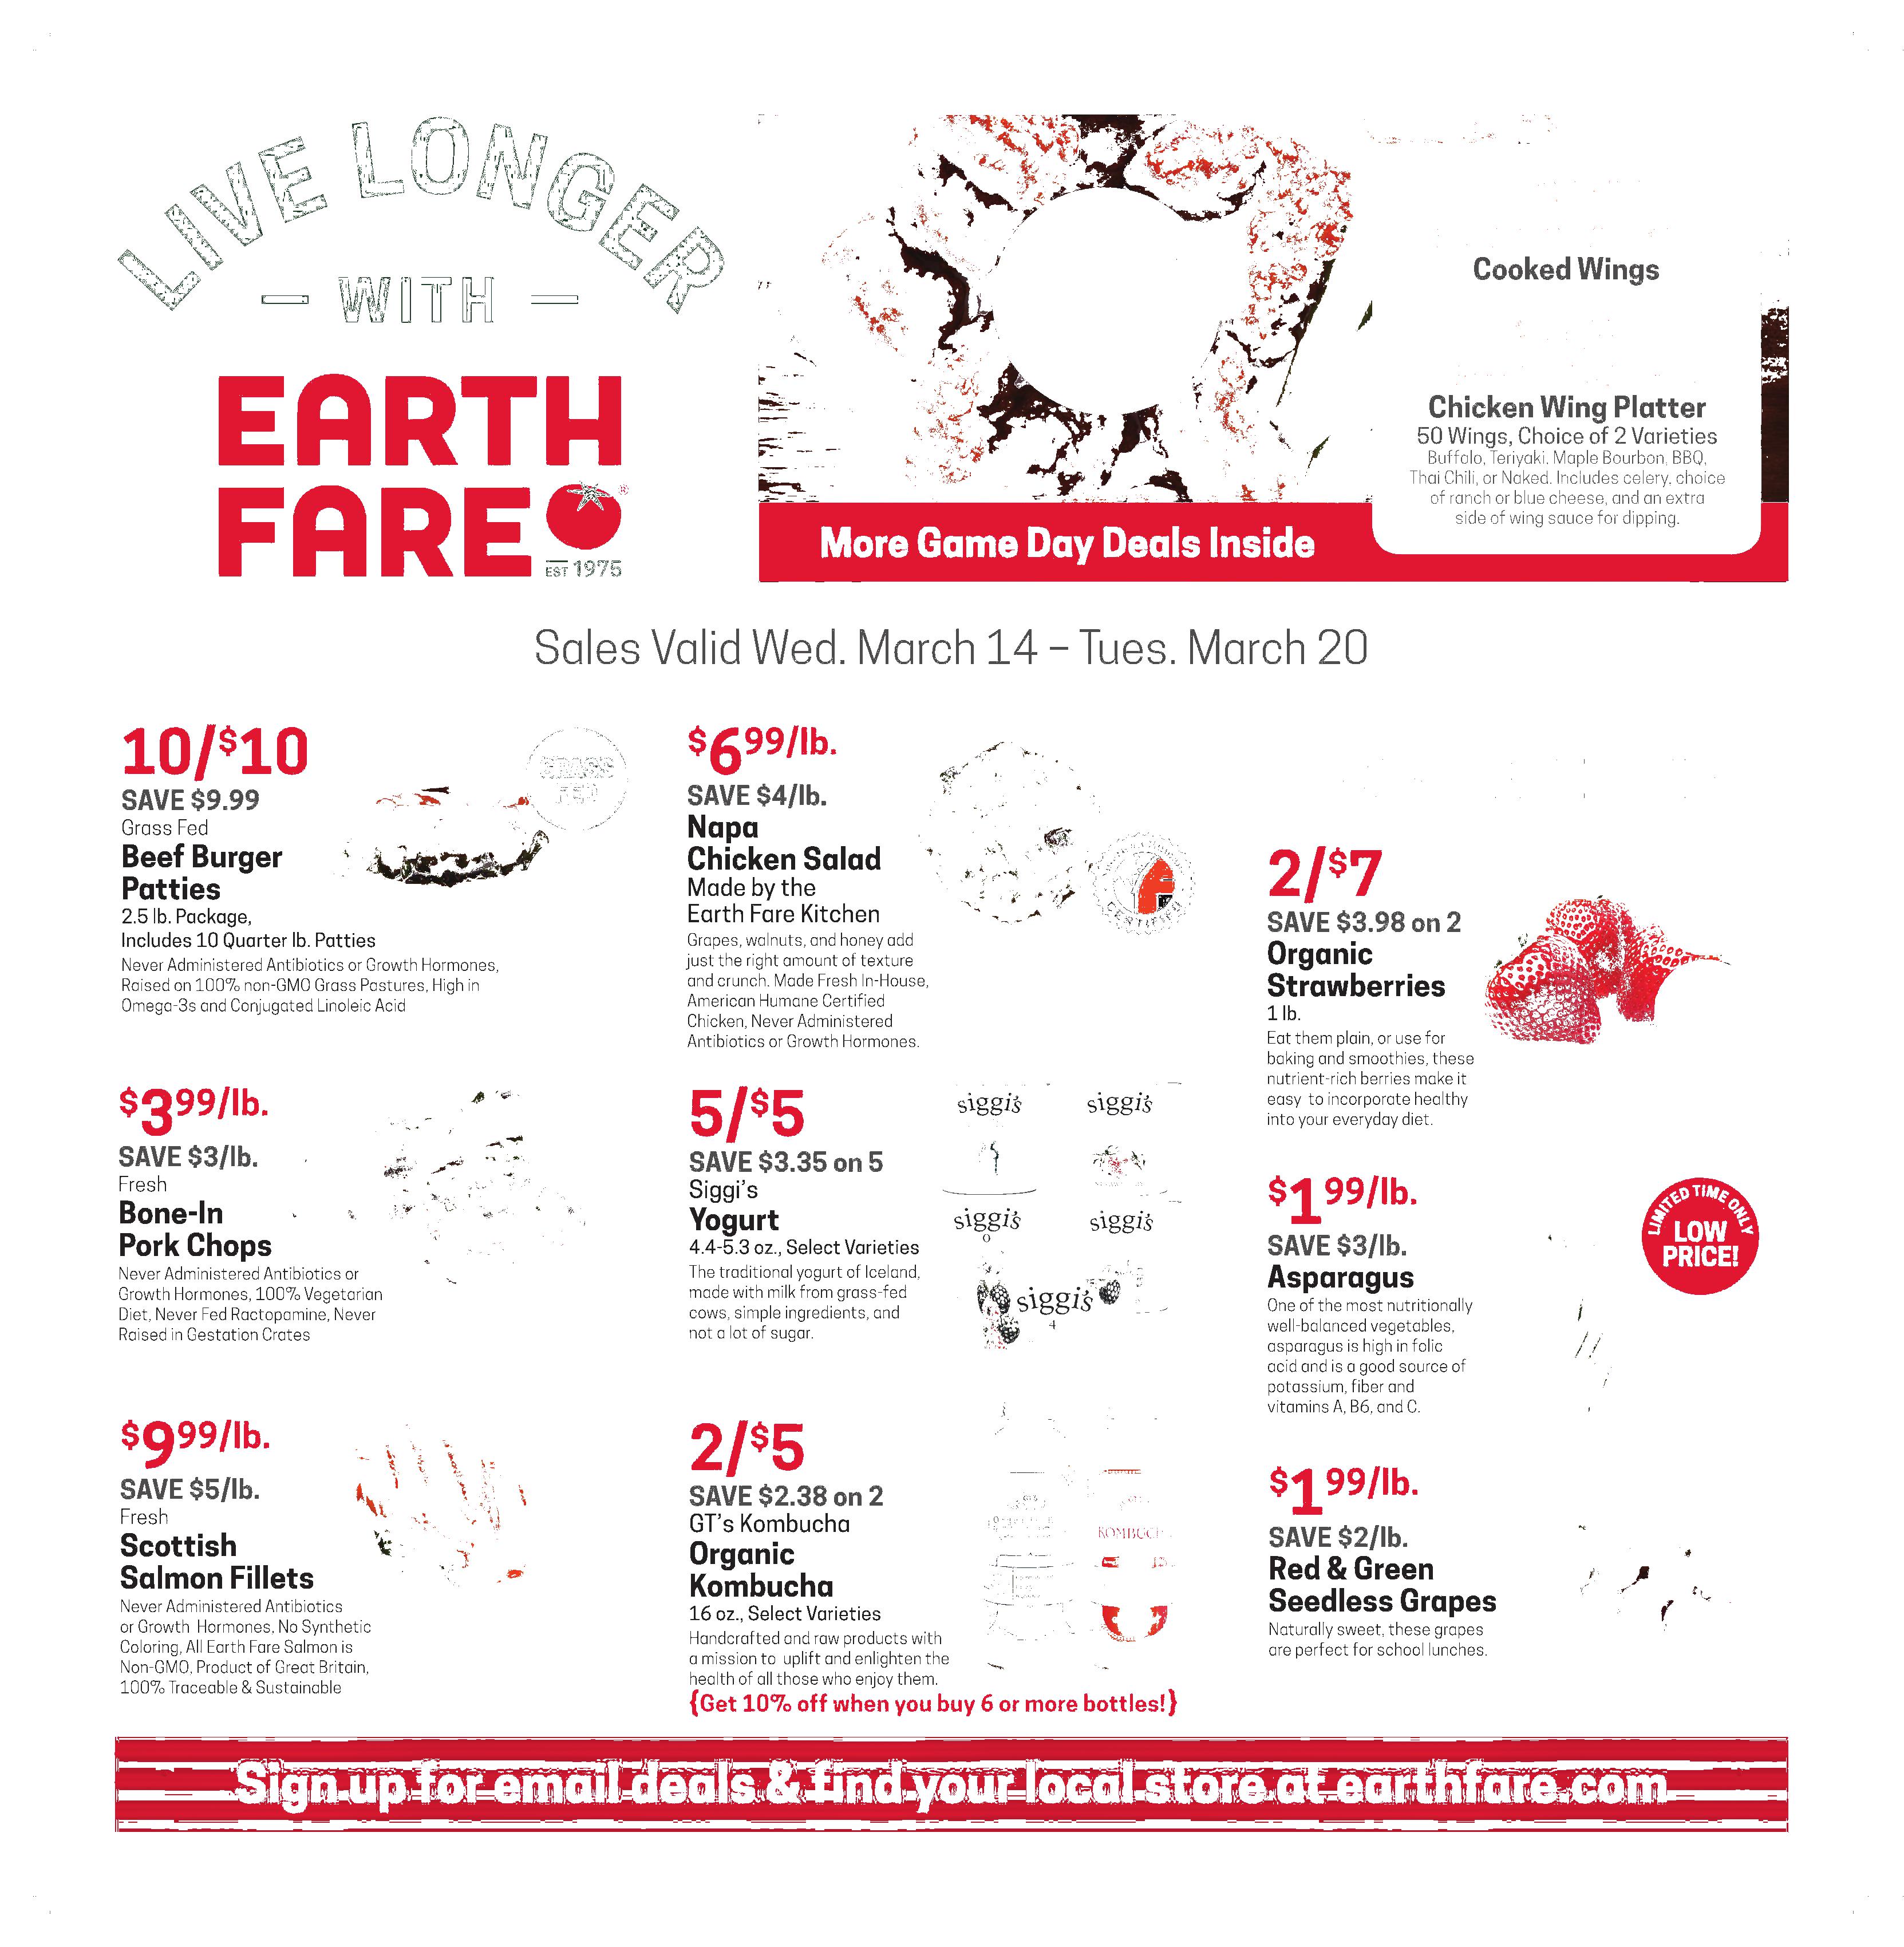 LIVE LONGER
– WITH –
EARTH
FARE®
EST 1975
Cooked Wings
Chicken Wing Platter
50 Wings, Choice of 2 Varieties
Buffalo, Teriyaki, Maple Bourbon, BBQ,
Thai Chili, or Naked. Includes celery, choice
of ranch or blue cheese, and an extra
side of wing sauce for dipping.
More Game Day Deals Inside
Sales Valid Wed. March 14 – Tues. March 20
10/$10
SAVE $9.99
Grass Fed
Beef Burger
Patties
2.5 lb. Package,
Includes 10 Quarter lb. Patties
Never Administered Antibiotics or Growth Hormones,
Raised on 100% non-GMO Grass Pastures, High in
Omega-3s and Conjugated Linoleic Acid
GRASS
FED
$3.99/lb.
SAVE $3/lb.
Fresh
Bone-In
Pork Chops
Never Administered Antibiotics or
Growth Hormones, 100% Vegetarian
Diet, Never Fed Ractopamine, Never
Raised in Gestation Crates
$9.99/lb.
SAVE $5/lb.
Fresh
Scottish
Salmon Fillets
Never Administered Antibiotics
or Growth Hormones, No Synthetic
Coloring, All Earth Fare Salmon is
Non-GMO, Product of Great Britain,
100% Traceable & Sustainable
$6.99/lb.
SAVE $4/lb.
Napa
Chicken Salad
Made by the
Earth Fare Kitchen
Grapes, walnuts, and honey add
just the right amount of texture
and crunch. Made Fresh In-House,
American Humane Certified
Chicken, Never Administered
Antibiotics or Growth Hormones.
CERTIFIED
5/$5
SAVE $3.35 on 5
Siggi's
Yogurt
4.4-5.3 oz., Select Varieties
The traditional yogurt of Iceland,
made with milk from grass-fed
cows, simple ingredients, and
not a lot of sugar.
siggi's siggi's
siggi's siggi's
0
siggi's
4
2/$5
SAVE $2.38 on 2
GT's Kombucha
Organic
Kombucha
16 oz., Select Varieties
Handcrafted and raw products with
a mission to uplift and enlighten the
health of all those who enjoy them.
{Get 10% off when you buy 6 or more bottles!}
2/$7
SAVE $3.98 on 2
Organic
Strawberries
1 lb.
Eat them plain, or use for
baking and smoothies, these
nutrient-rich berries make it
easy to incorporate healthy
into your everyday diet.
$1.99/lb.
SAVE $3/lb.
Asparagus
One of the most nutritionally
well-balanced vegetables,
asparagus is high in folic
acid and is a good source of
potassium, fiber and
vitamins A, B6, and C.
LIMITED TIME ONLY
LOW
PRICE!
$1.99/lb.
SAVE $2/lb.
Red & Green
Seedless Grapes
Naturally sweet, these grapes
are perfect for school lunches.
Sign up for email deals & find your local store at earthfare.com